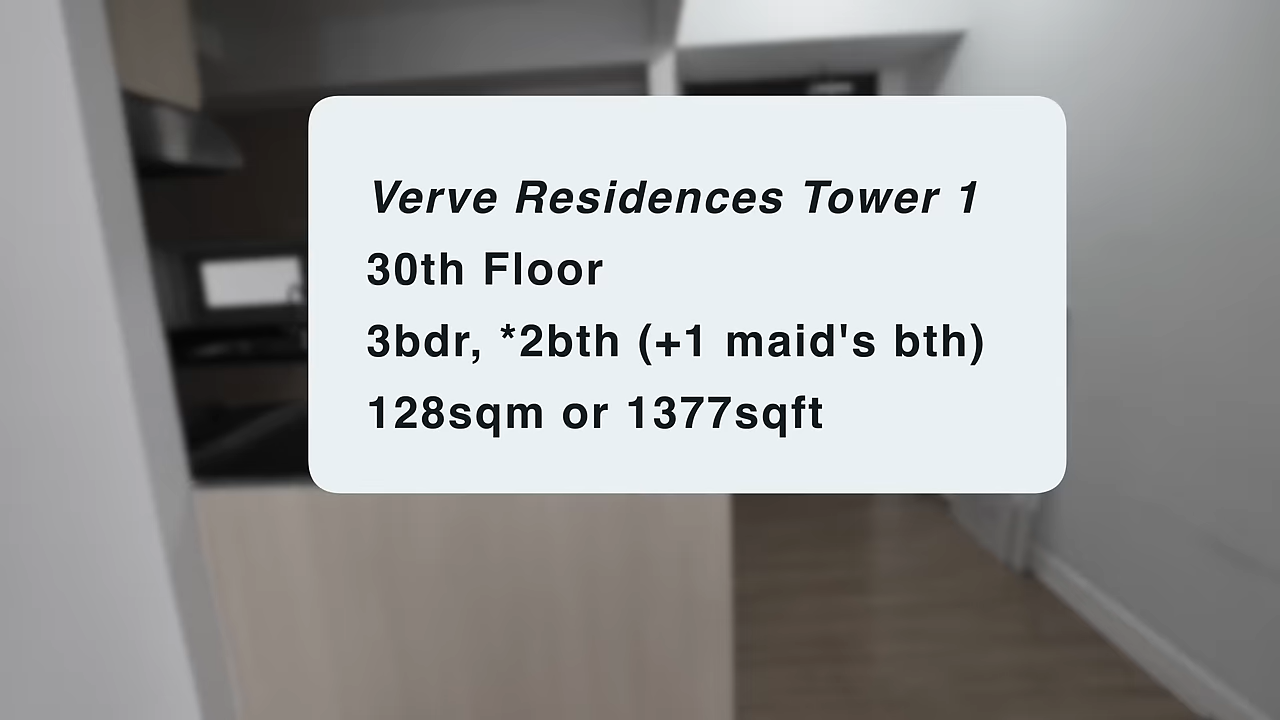 Verve Residences Tower 1
30th Floor
3bdr, *2bth (+1 maid's bth)
128sqm or 1377sqft